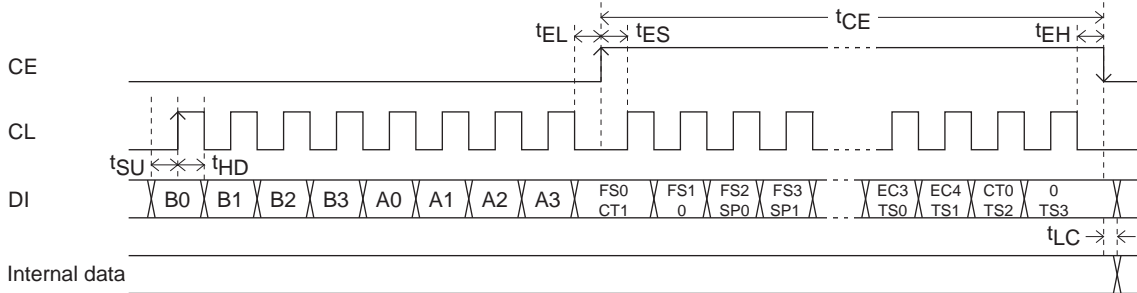 tCE
tEL tES tEH
CE
CL
tSU tHD
DI B0 B1 B2 B3 A0 A1 A2 A3 FS0 FS1 FS2 FS3 EC3 EC4 CT0 0
CT1 0 SP0 SP1 TS0 TS1 TS2 TS3
tLC
Internal data